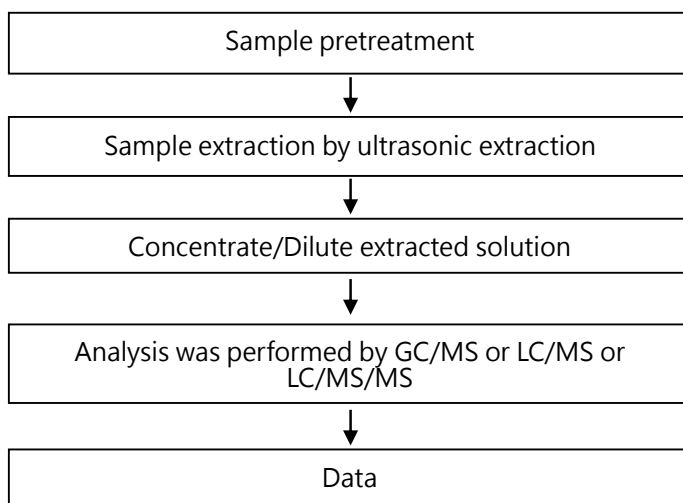 Sample pretreatment
Sample extraction by ultrasonic extraction
Concentrate/Dilute extracted solution
Analysis was performed by GC/MS or LC/MS or
LC/MS/MS
Data